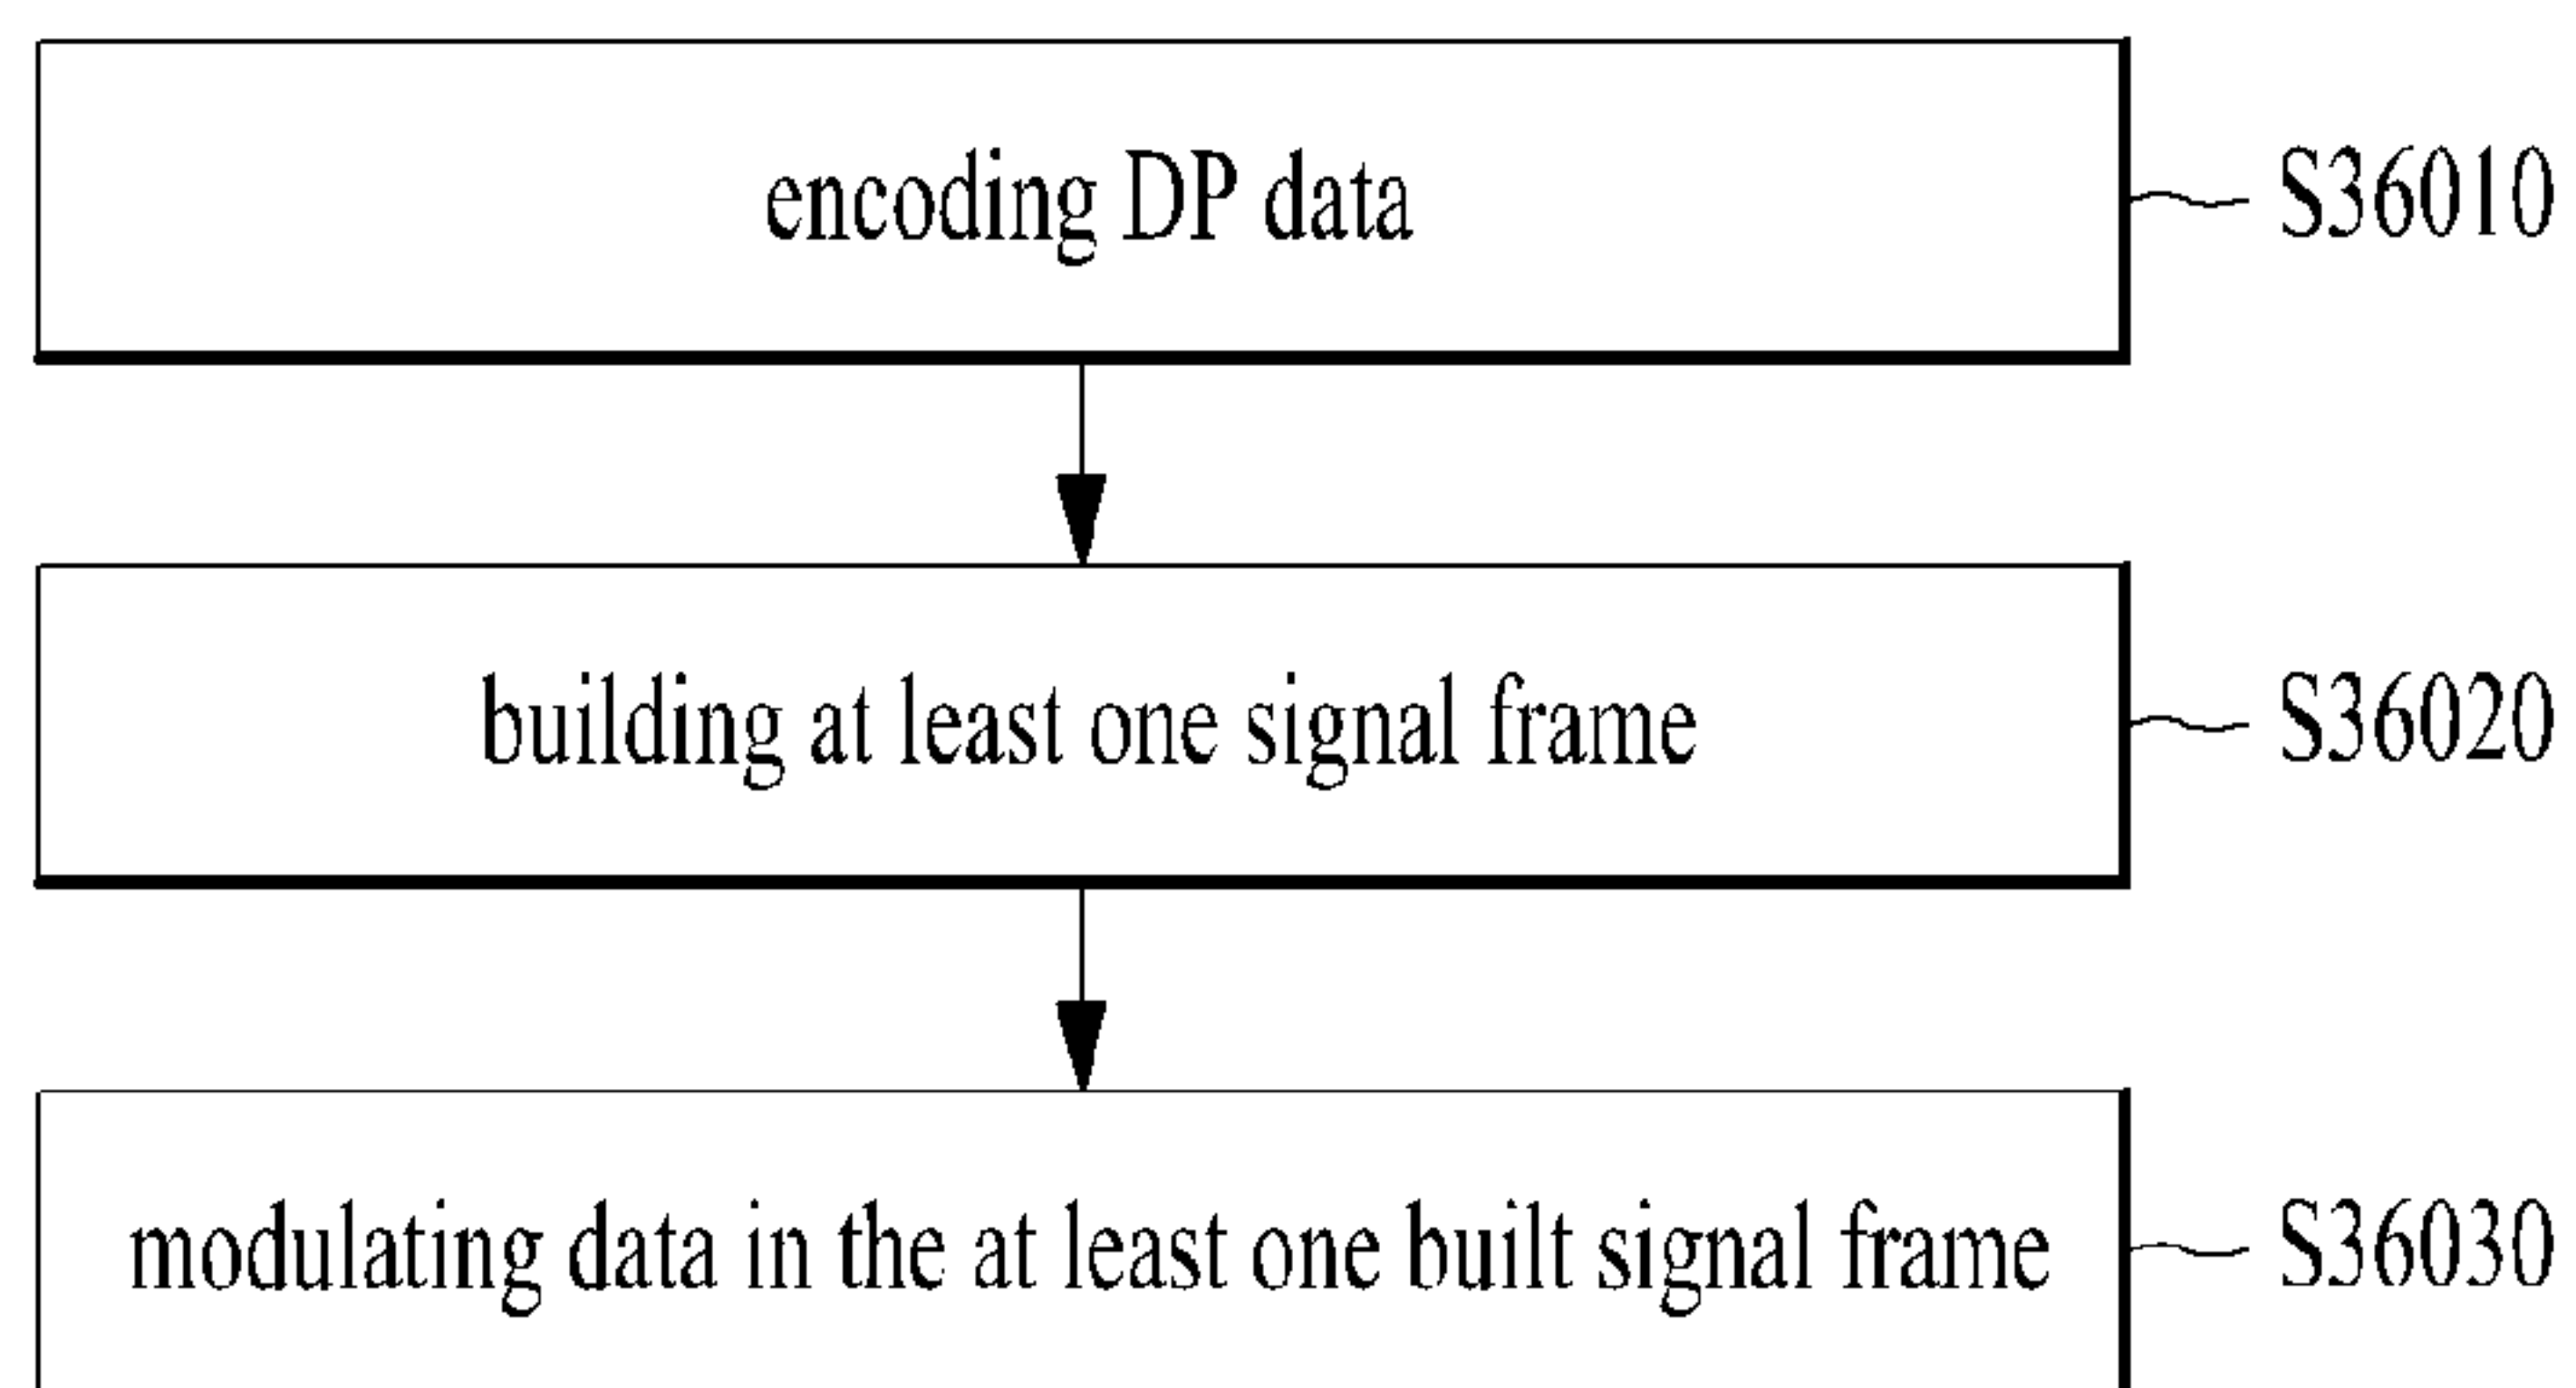 encoding DP data
S36010
building at least one signal frame
S36020
modulating data in the at least one built signal frame
S36030